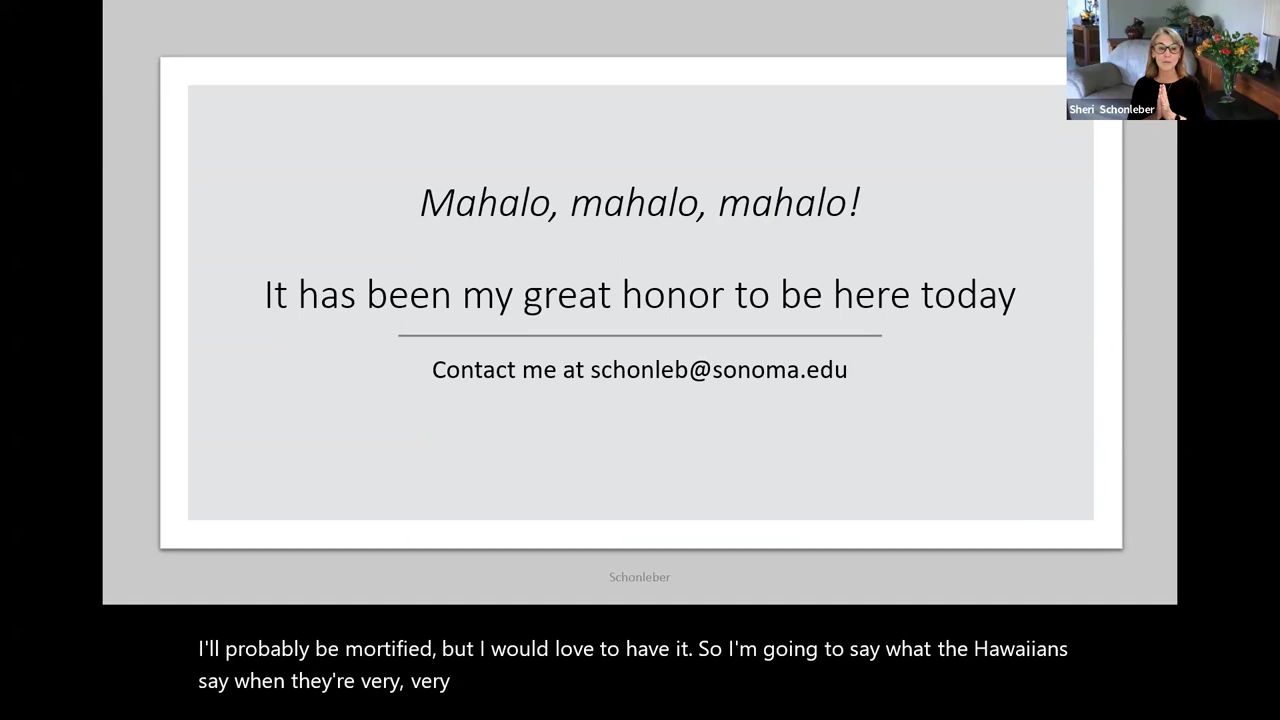 Sheri Schonleber
Mahalo, mahalo, mahalo!
It has been my great honor to be here today
Contact me at schonleb@sonoma.edu
Schonleber
I'll probably be mortified, but I would love to have it. So I'm going to say what the Hawaiians
say when they're very, very